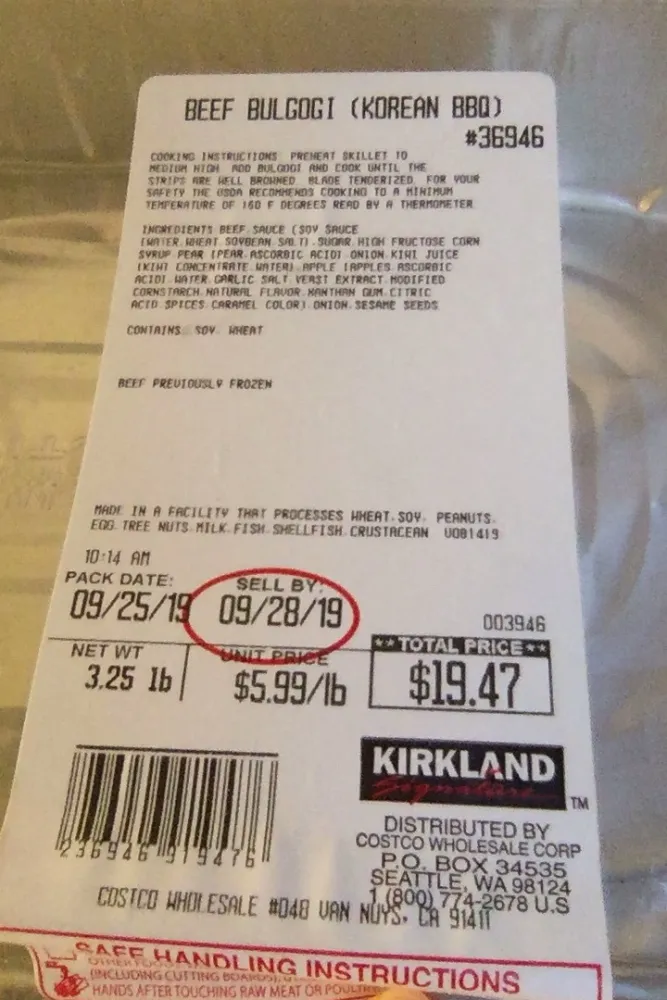 BEEF BULGOGI (KOREAN BBQ)
#36946
COOKING INSTRUCTIONS PREHEAT SKILLET TO
MEDIUM HIGH ADD BULGOGI AND COOK UNTIL THE
STRIPS ARE WELL BROWNED. BLADE TENDERIZED. FOR YOUR
SAFETY THE USDA RECOMMENDS COOKING TO A MINIMUM
TEMPERATURE OF 160 F DEGREES READ BY A THERMOMETER
INGREDIENTS BEEF, SAUCE (SOY SAUCE
(WATER, WHEAT, SOYBEAN, SALT), SUGAR, HIGH FRUCTOSE CORN
SYRUP, PEAR (PEAR, ASCORBIC ACID), ONION, KIWI JUICE
(KIWI CONCENTRATE, WATER), APPLE (APPLES, ASCORBIC
ACID), WATER, GARLIC, SALT, YEAST EXTRACT, MODIFIED
CORNSTARCH, NATURAL FLAVOR, XANTHAN GUM, CITRIC
ACID, SPICES, CARAMEL COLOR), ONION, SESAME SEEDS
CONTAINS: SOY, WHEAT
BEEF PREVIOUSLY FROZEN
MADE IN A FACILITY THAT PROCESSES WHEAT, SOY, PEANUTS,
EGG, TREE NUTS, MILK, FISH, SHELLFISH, CRUSTACEAN V081419
10:14 AM
PACK DATE: SELL BY:
09/25/19 09/28/19 003946
NET WT UNIT PRICE **TOTAL PRICE**
3.25 lb $5.99/lb $19.47
KIRKLAND
Signature TM
236946 919476
DISTRIBUTED BY
COSTCO WHOLESALE CORP
P.O. BOX 34535
SEATTLE, WA 98124
1 (800) 774-2678 U.S
COSTCO WHOLESALE #048 VAN NUYS, CA 91411
SAFE HANDLING INSTRUCTIONS
(INCLUDING CUTTING BOARDS),
HANDS AFTER TOUCHING RAW MEAT OR POULTRY